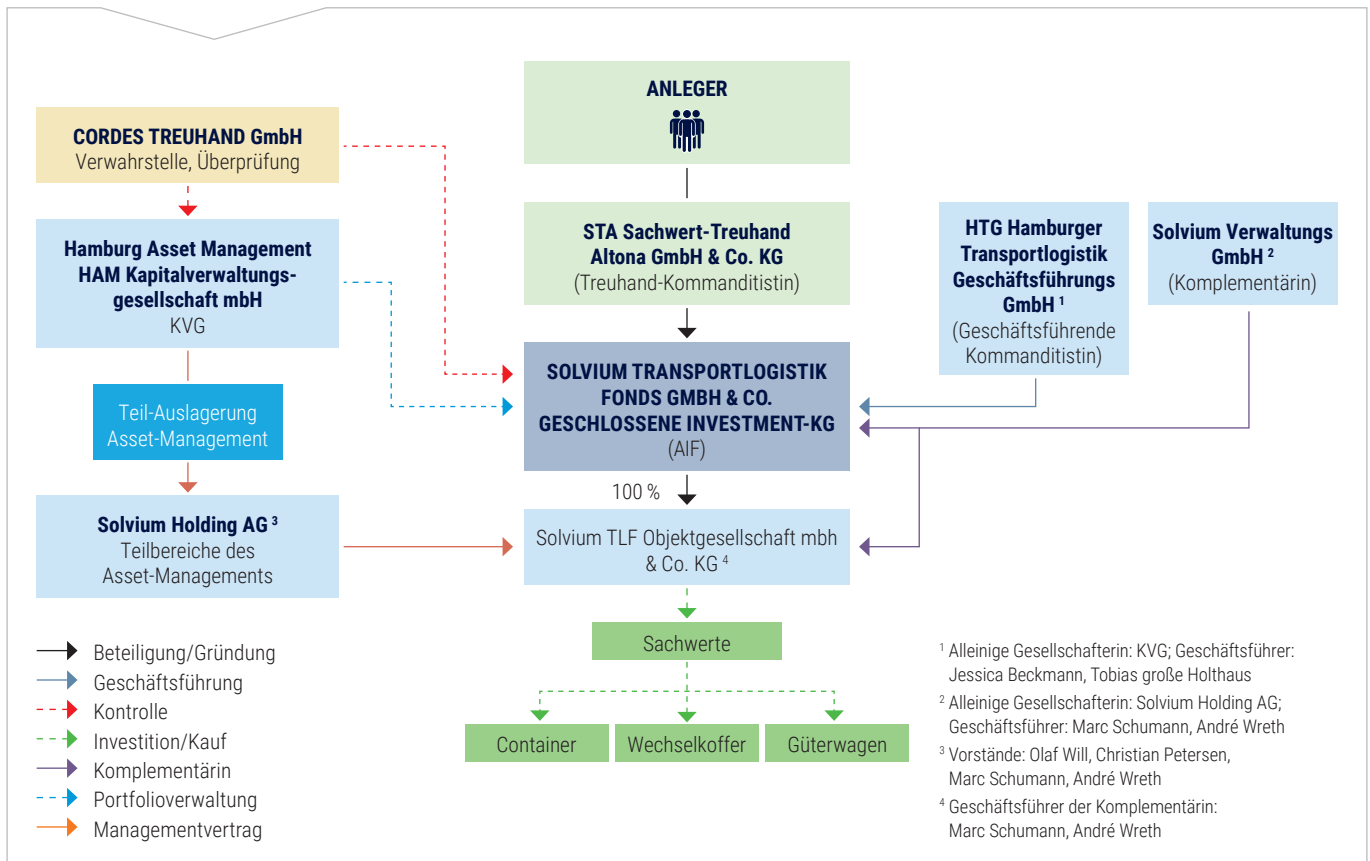 ANLEGER
CORDES TREUHAND GmbH
Verwahrstelle, Überprüfung
Hamburg Asset Management
HAM Kapitalverwaltungs-
gesellschaft mbH
KVG
STA Sachwert-Treuhand
Altona GmbH & Co. KG
(Treuhand-Kommanditistin)
HTG Hamburger
Transportlogistik
Geschäftsführungs
GmbH ¹
(Geschäftsführende
Kommanditistin)
Solvium Verwaltungs
GmbH ²
(Komplementärin)
Teil-Auslagerung
Asset-Management
SOLVIUM TRANSPORTLOGISTIK
FONDS GMBH & CO.
GESCHLOSSENE INVESTMENT-KG
(AIF)
100 %
Solvium Holding AG ³
Teilbereiche des
Asset-Managements
Solvium TLF Objektgesellschaft mbh
& Co. KG ⁴
Sachwerte
Container
Wechselkoffer
Güterwagen
Beteiligung/Gründung
Geschäftsführung
Kontrolle
Investition/Kauf
Komplementärin
Portfolioverwaltung
Managementvertrag
¹ Alleinige Gesellschafterin: KVG; Geschäftsführer:
Jessica Beckmann, Tobias große Holthaus
² Alleinige Gesellschafterin: Solvium Holding AG;
Geschäftsführer: Marc Schumann, André Wreth
³ Vorstände: Olaf Will, Christian Petersen,
Marc Schumann, André Wreth
⁴ Geschäftsführer der Komplementärin:
Marc Schumann, André Wreth